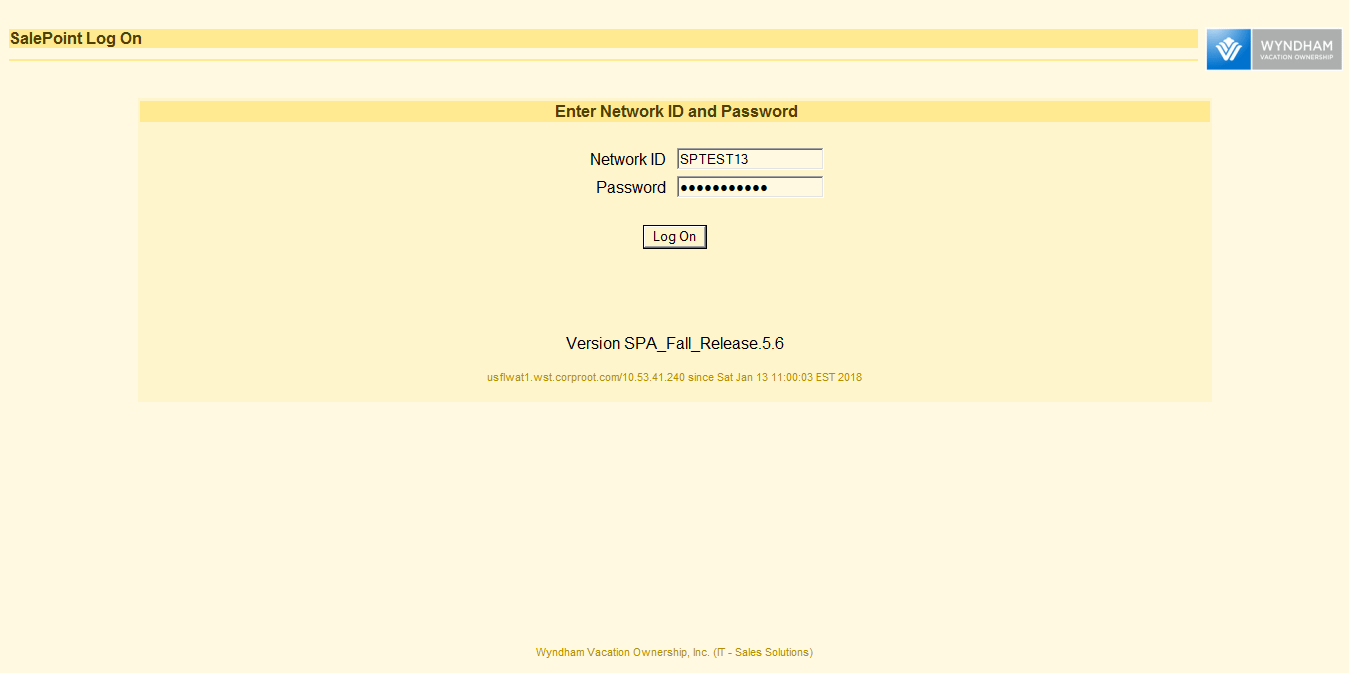 SalePoint Log On
WYNDHAM
VACATION OWNERSHIP
Enter Network ID and Password
Network ID SPTEST13
Password •••••••••••
Log On
Version SPA_Fall_Release.5.6
usflwat1.wst.corproot.com/10.53.41.240 since Sat Jan 13 11:00:03 EST 2018
Wyndham Vacation Ownership, Inc. (IT - Sales Solutions)